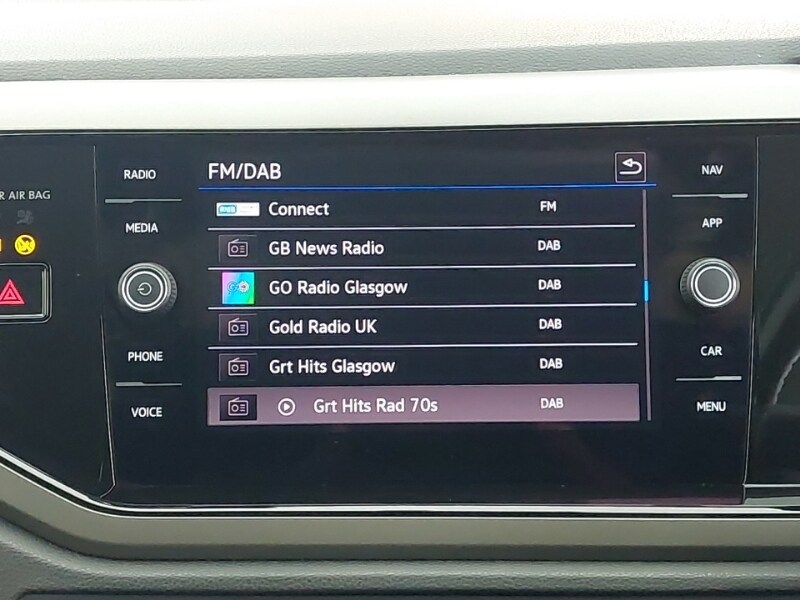 R AIR BAG
RADIO
MEDIA
PHONE
VOICE
FM/DAB
Connect FM
GB News Radio DAB
GO Radio Glasgow DAB
Gold Radio UK DAB
Grt Hits Glasgow DAB
Grt Hits Rad 70s DAB
NAV
APP
CAR
MENU